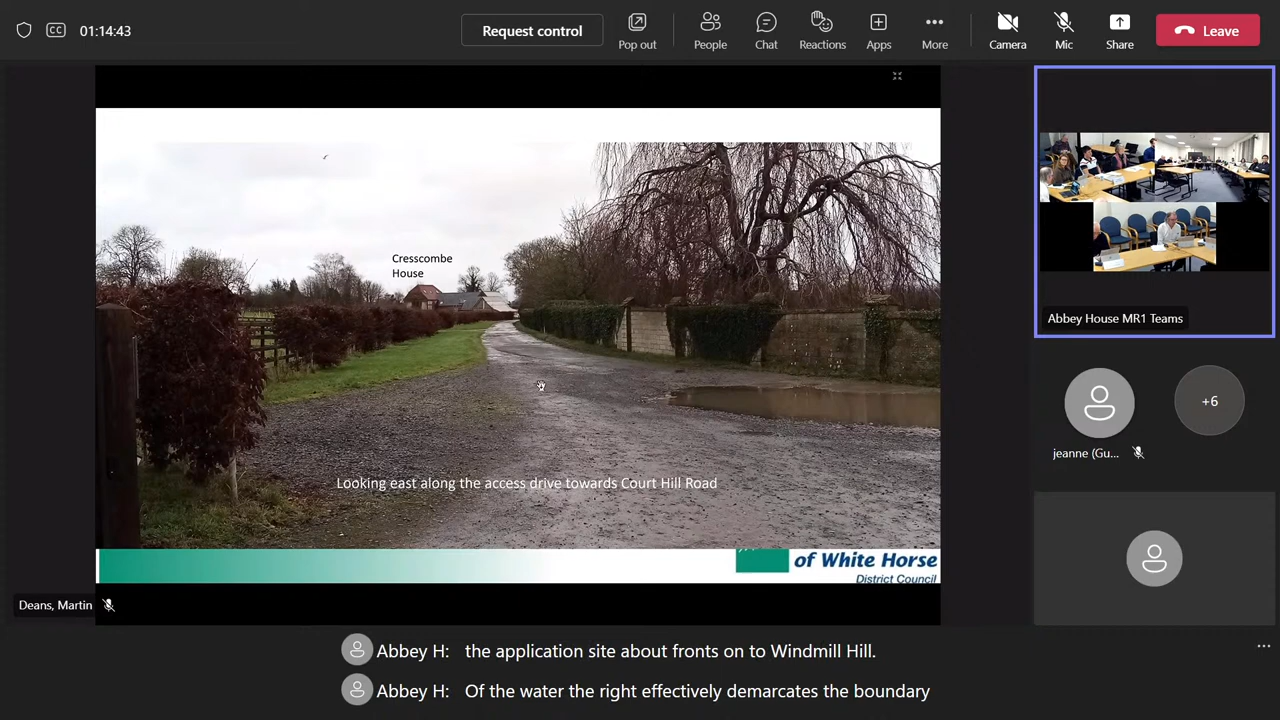 CC
01:14:43
Request control
Pop out
People
Chat
Reactions
Apps
More
Camera
Mic
Share
Leave
Cresscombe
House
Looking east along the access drive towards Court Hill Road
of White Horse
District Council
Deans, Martin
Abbey House MR1 Teams
jeanne (Gu...
+6
Abbey H: the application site about fronts on to Windmill Hill.
Abbey H: Of the water the right effectively demarcates the boundary